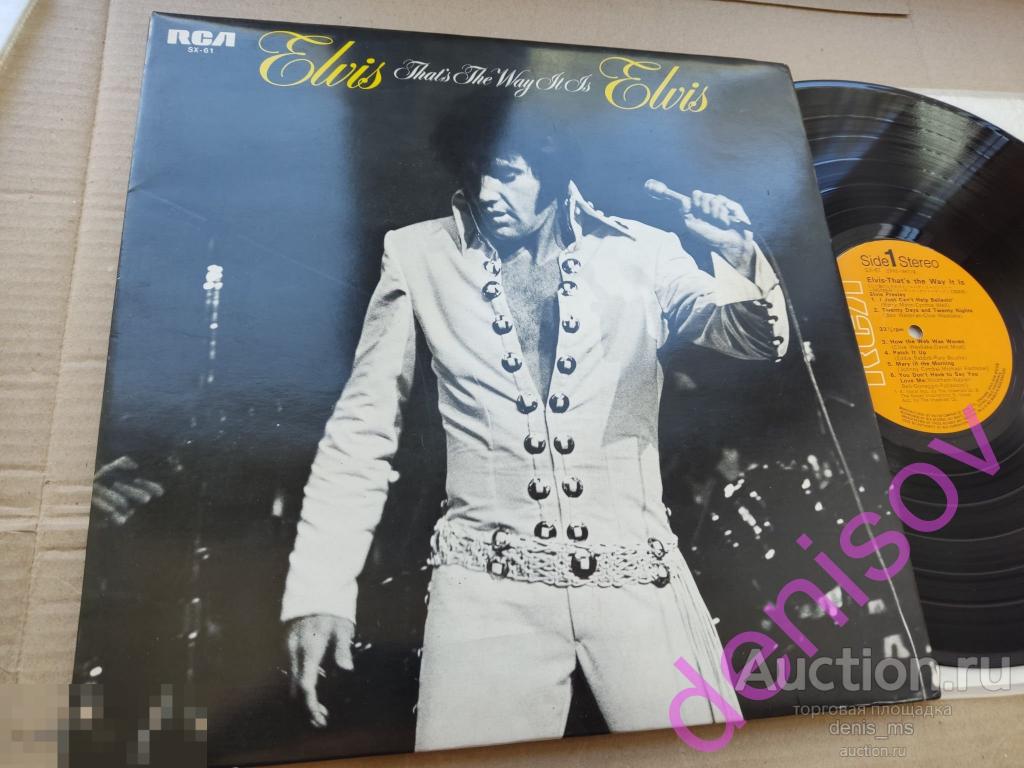 RCA
SX-61
Elvis That's The Way It Is Elvis
RCA
Side 1 Stereo
Elvis-That's the Way It Is
Elvis Presley
1. I Just Can't Help Believin'
2. Twenty Days and Twenty Nights
33⅓rpm
3. How the Web Was Woven
4. Patch It Up
5. Mary in the Morning
6. You Don't Have to Say You
Love Me
denisov
Auction.ru
торговая площадка
denis_ms
auction.ru